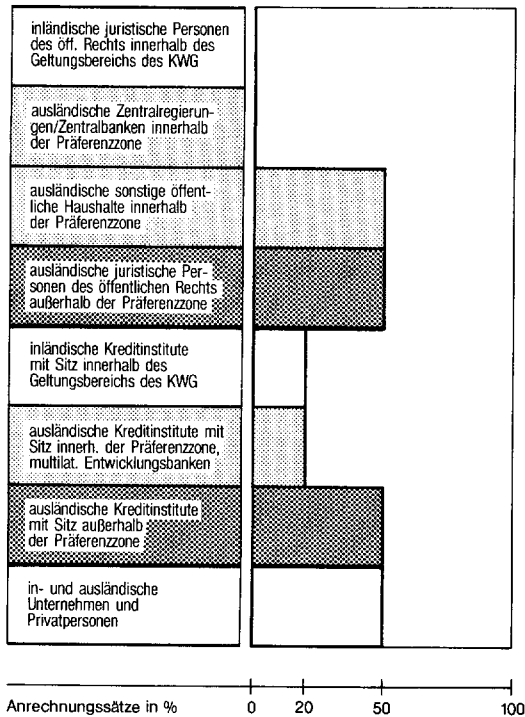 inländische juristische Personen
des öff. Rechts innerhalb des
Geltungsbereichs des KWG
ausländische Zentralregierun-
gen/Zentralbanken innerhalb
der Präferenzzone
ausländische sonstige öffent-
liche Haushalte innerhalb
der Präferenzzone
ausländische juristische Per-
sonen des öffentlichen Rechts
außerhalb der Präferenzzone
inländische Kreditinstitute
mit Sitz innerhalb des
Geltungsbereichs des KWG
ausländische Kreditinstitute mit
Sitz innerh. der Präferenzzone,
multilat. Entwicklungsbanken
ausländische Kreditinstitute
mit Sitz außerhalb
der Präferenzzone
in- und ausländische
Unternehmen und
Privatpersonen
Anrechnungssätze in % 0 20 50 100